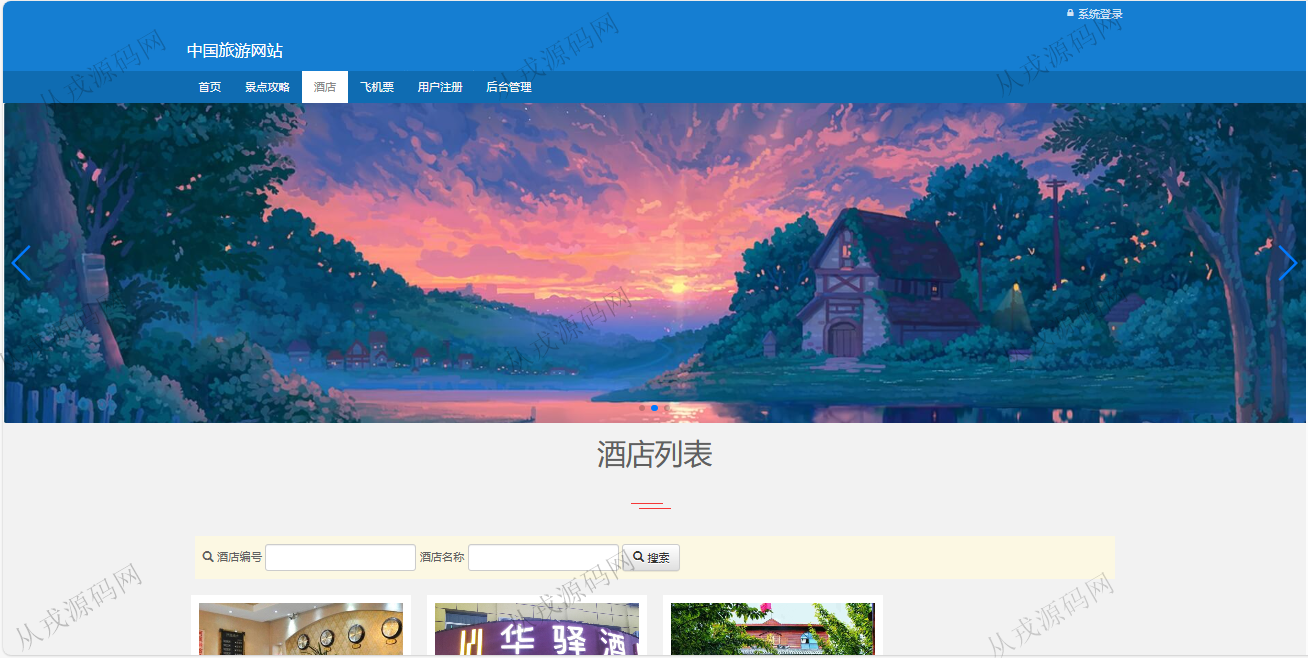 系统登录
中国旅游网站
首页 景点攻略 酒店 飞机票 用户注册 后台管理
从戎源码网
从戎源码网
从戎源码网
从戎源码网
酒店列表
酒店编号 酒店名称 搜索
从戎源码网
从戎源码网
从戎源码网
华驿酒